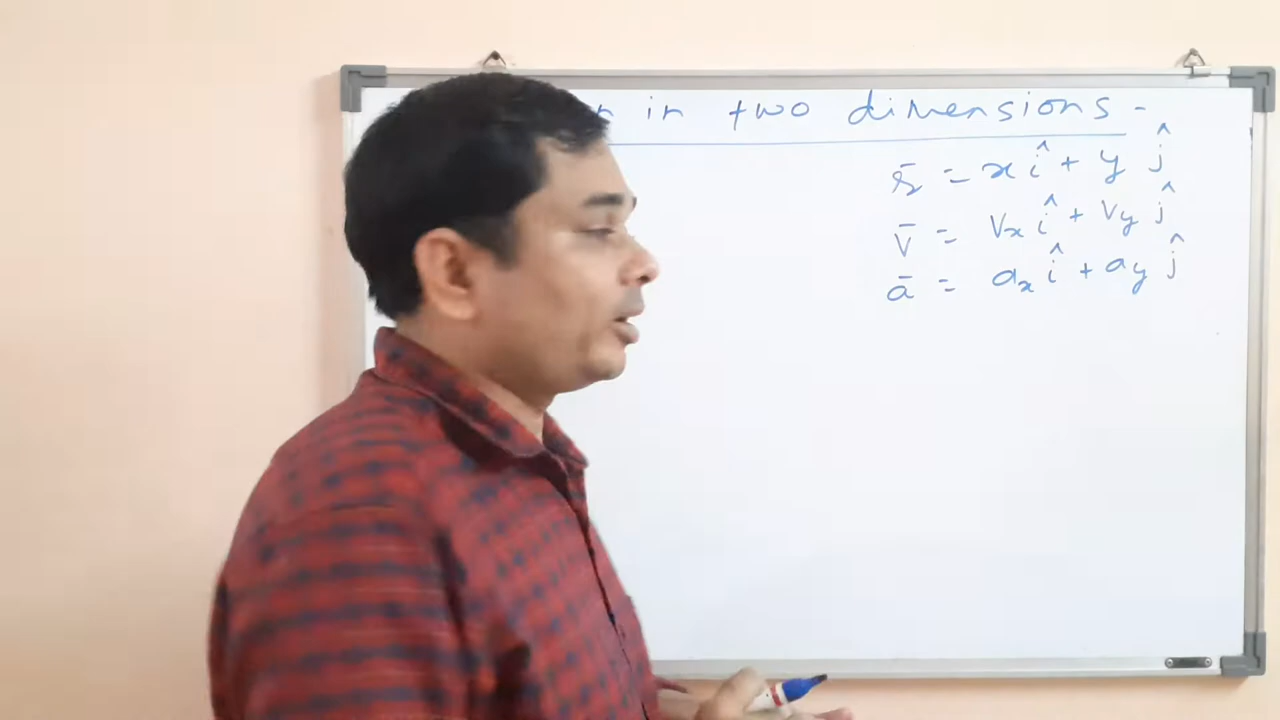 n in two dimensions -
r̄ = x î + y ĵ
v̄ = vx î + vy ĵ
ā = ax î + ay ĵ